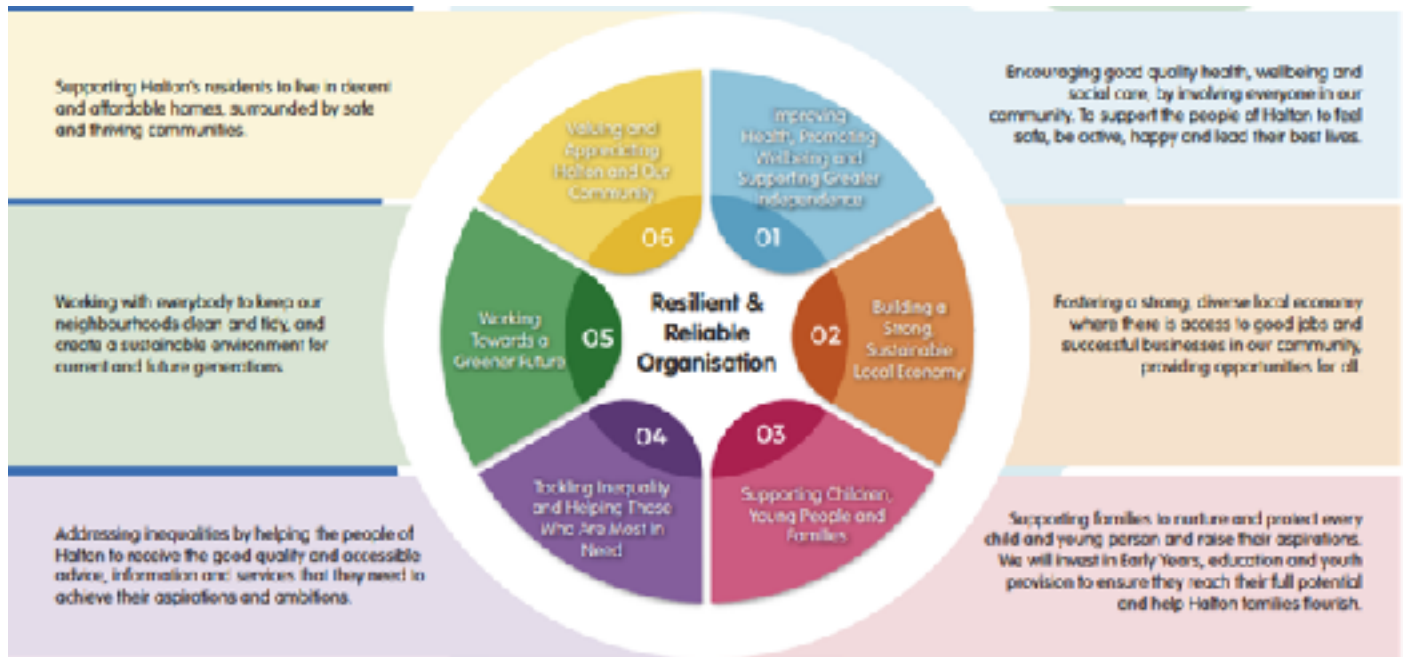 Supporting Halton's residents to live in decent
and affordable homes, surrounded by safe
and thriving communities.
Working with everybody to keep our
neighbourhoods clean and tidy, and
create a sustainable environment for
current and future generations.
Addressing inequalities by helping the people of
Halton to receive the good quality and accessible
advice, information and services that they need to
achieve their aspirations and ambitions.
Valuing and
Appreciating
Halton and Our
Community
06
Improving
Health, Promoting
Wellbeing and
Supporting Greater
Independence
01
Working
Towards a
Greener Future
05
Resilient &
Reliable
Organisation
02
Building a
Strong,
Sustainable
Local Economy
04
Tackling Inequality
and Helping Those
Who Are Most In
Need
03
Supporting Children,
Young People and
Families
Encouraging good quality health, wellbeing and
social care, by involving everyone in our
community. To support the people of Halton to feel
safe, be active, happy and lead their best lives.
Fostering a strong, diverse local economy
where there is access to good jobs and
successful businesses in our community,
providing opportunities for all.
Supporting families to nurture and protect every
child and young person and raise their aspirations.
We will invest in Early Years, education and youth
provision to ensure they reach their full potential
and help Halton families flourish.